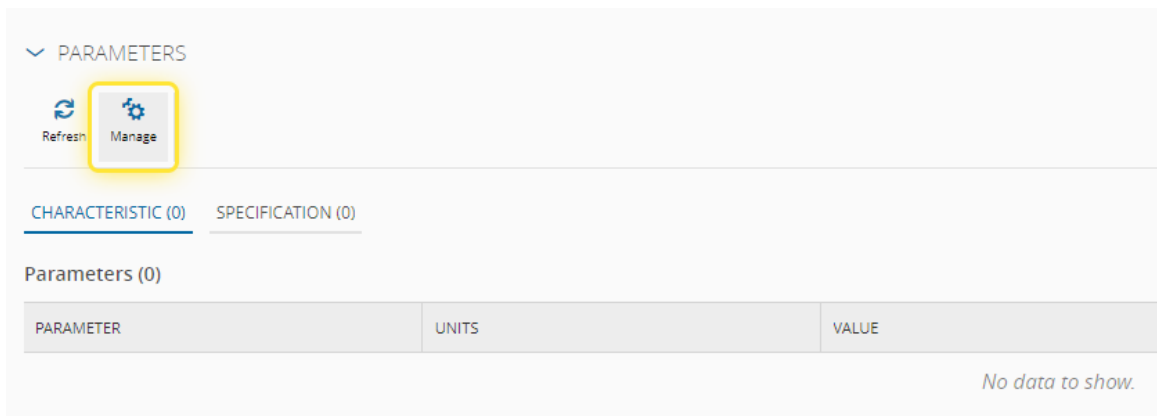 PARAMETERS
Refresh Manage
CHARACTERISTIC (0) SPECIFICATION (0)
Parameters (0)
PARAMETER UNITS VALUE
No data to show.